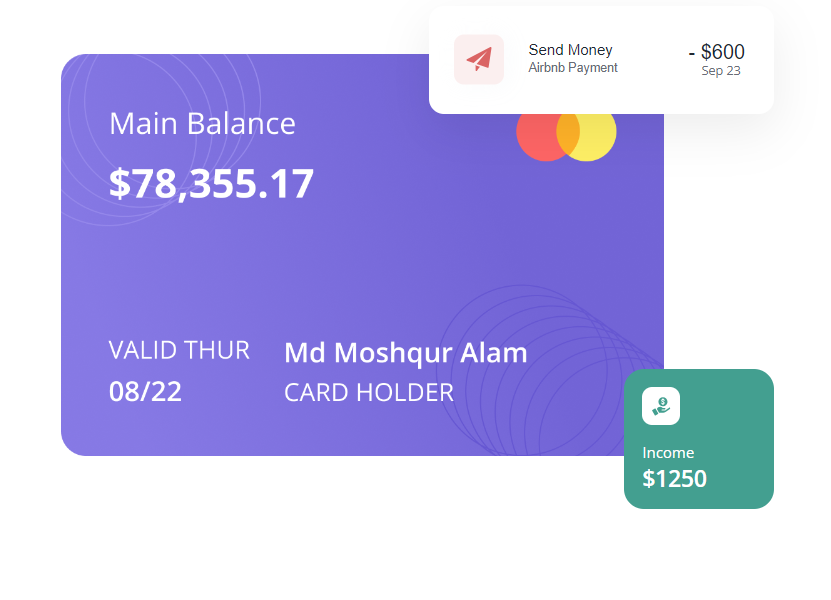 Send Money
Airbnb Payment
- $600
Sep 23
Main Balance
$78,355.17
VALID THUR
08/22
Md Moshqur Alam
CARD HOLDER
Income
$1250